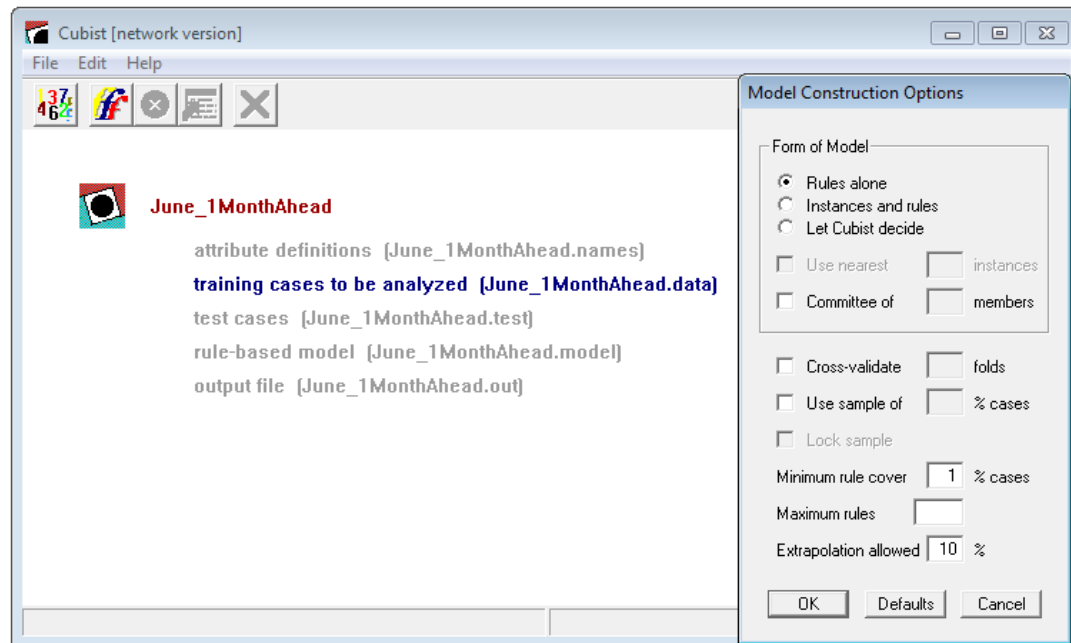 Cubist [network version]
File Edit Help
June_1MonthAhead
attribute definitions (June_1MonthAhead.names)
training cases to be analyzed (June_1MonthAhead.data)
test cases (June_1MonthAhead.test)
rule-based model (June_1MonthAhead.model)
output file (June_1MonthAhead.out)
Model Construction Options
Form of Model
Rules alone
Instances and rules
Let Cubist decide
Use nearest instances
Committee of members
Cross-validate folds
Use sample of % cases
Lock sample
Minimum rule cover 1 % cases
Maximum rules
Extrapolation allowed 10 %
OK Defaults Cancel